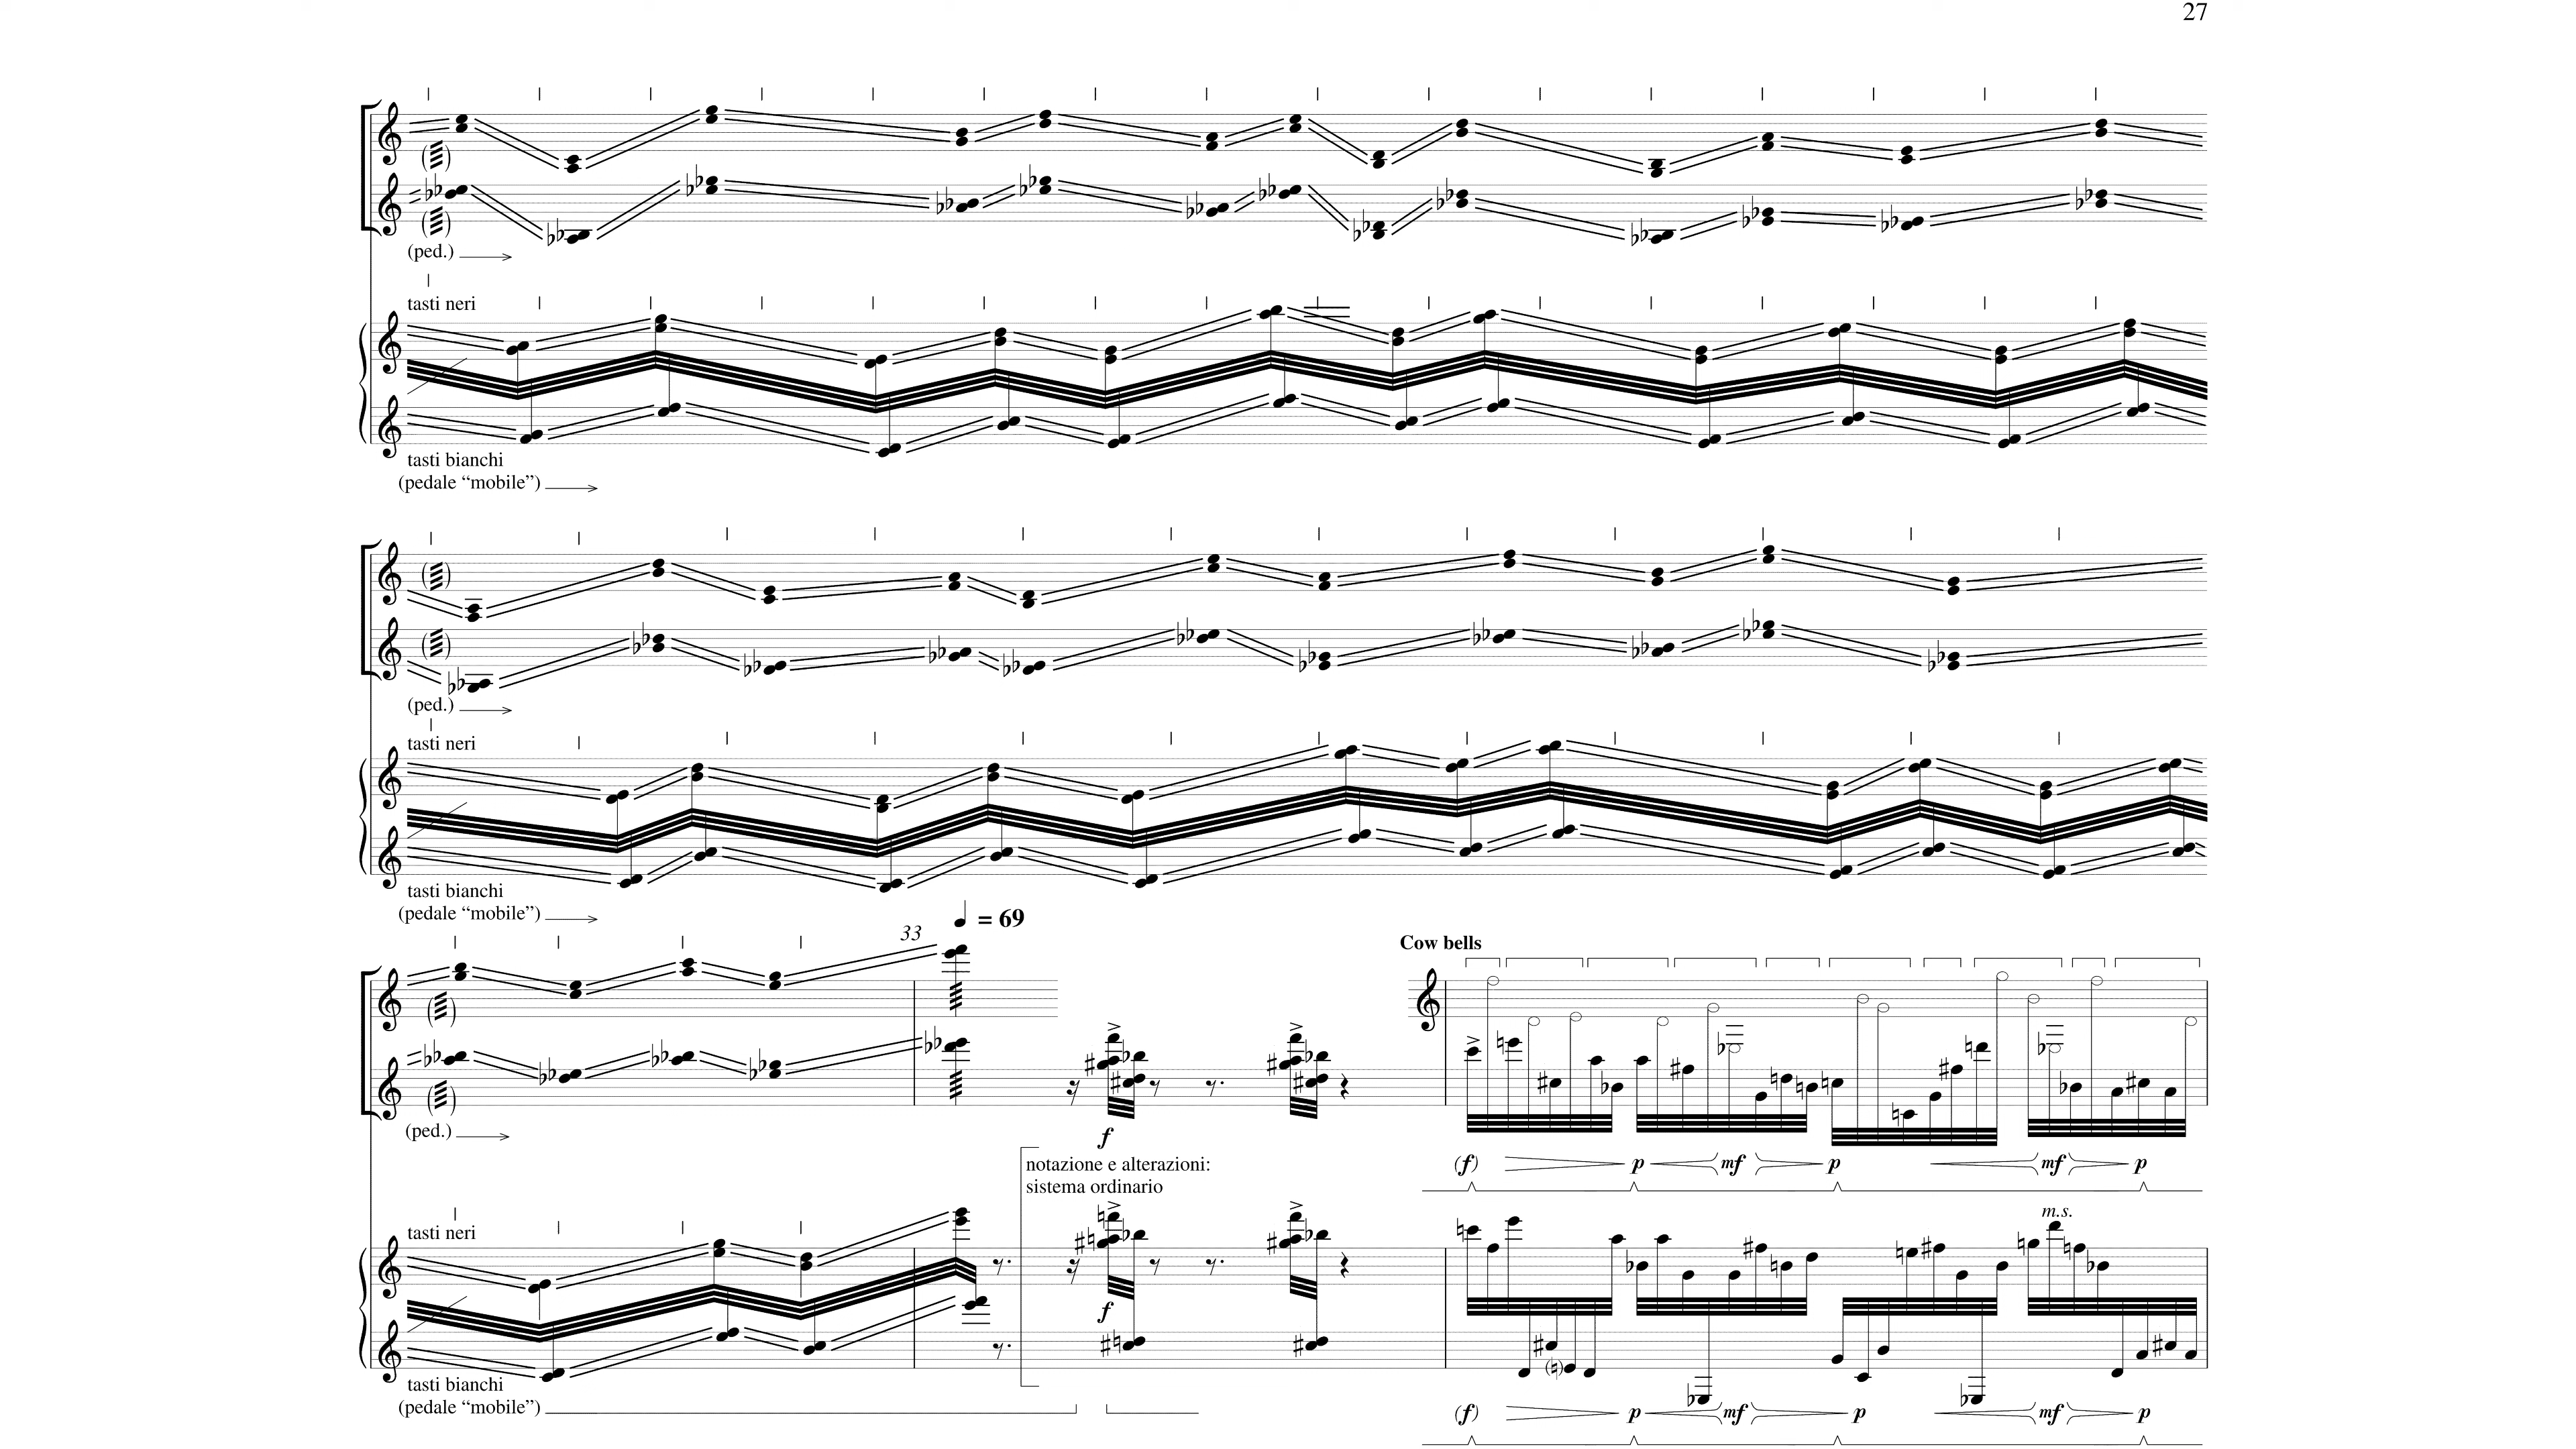 27
(ped.)
tasti neri
tasti bianchi
(pedale “mobile”)
(ped.)
tasti neri
tasti bianchi
(pedale “mobile”)
33
= 69
Cow bells
(ped.)
f
notazione e alterazioni:
sistema ordinario
(f) p mf p mf p
m.s.
tasti neri
f
tasti bianchi
(pedale “mobile”)
(f) p mf p mf p